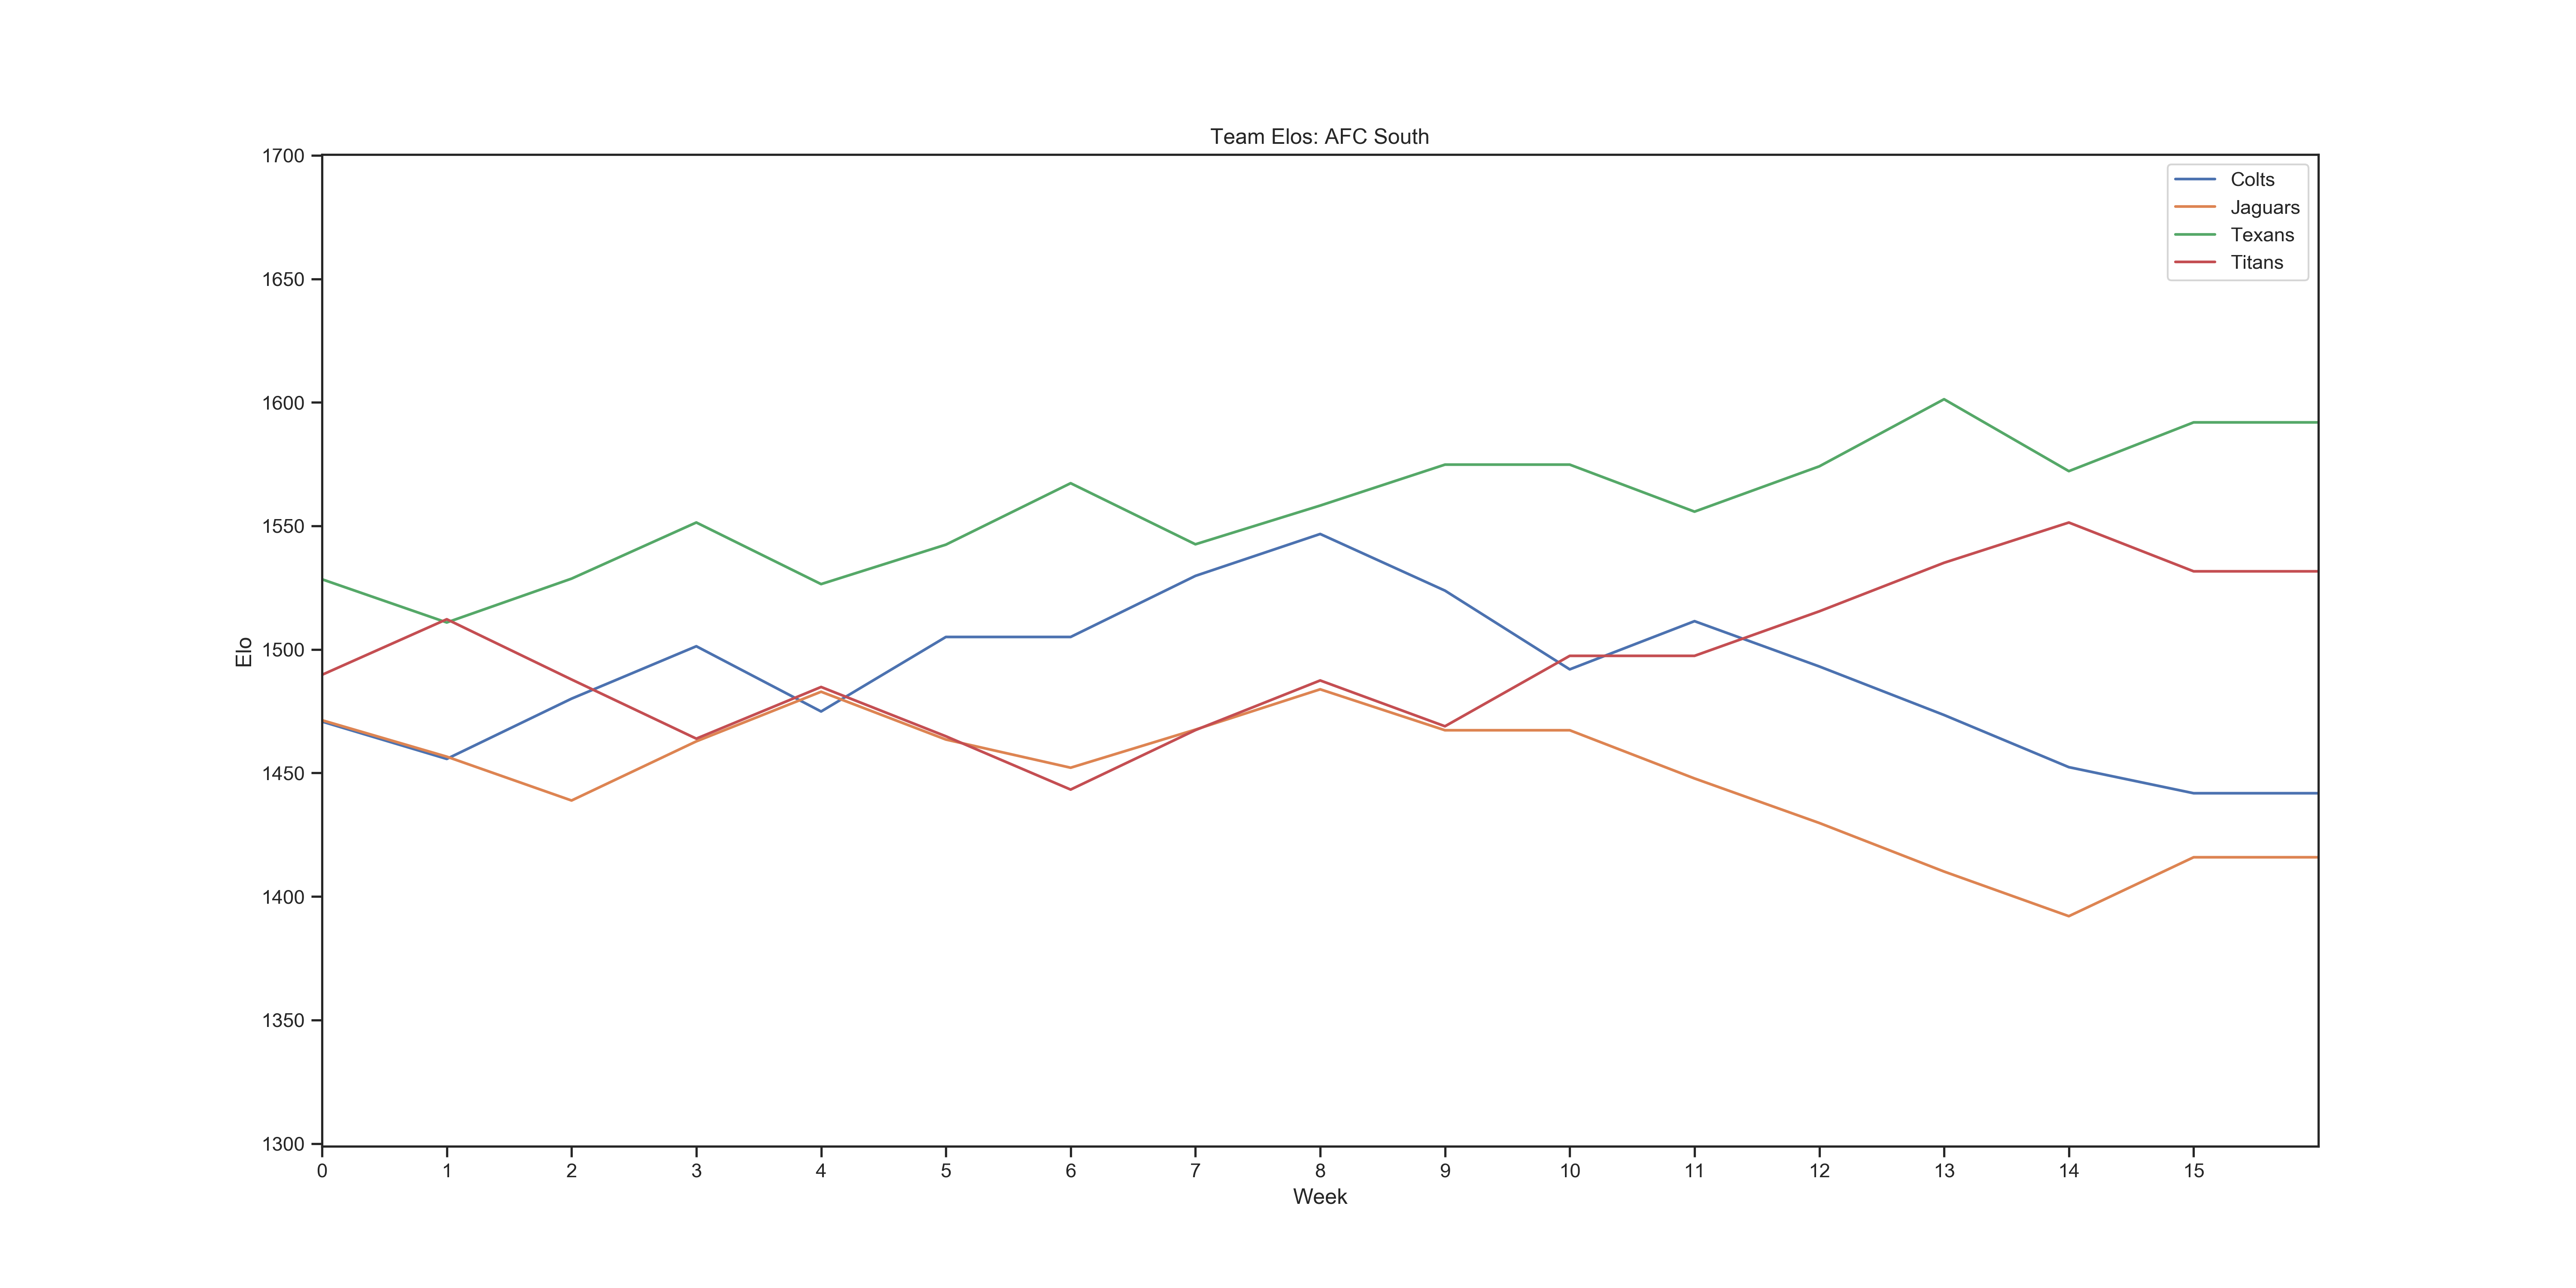 Team Elos: AFC South
1700
1650
1600
1550
1500
1450
1400
1350
1300
Elo
Colts
Jaguars
Texans
Titans
0 1 2 3 4 5 6 7 8 9 10 11 12 13 14 15
Week